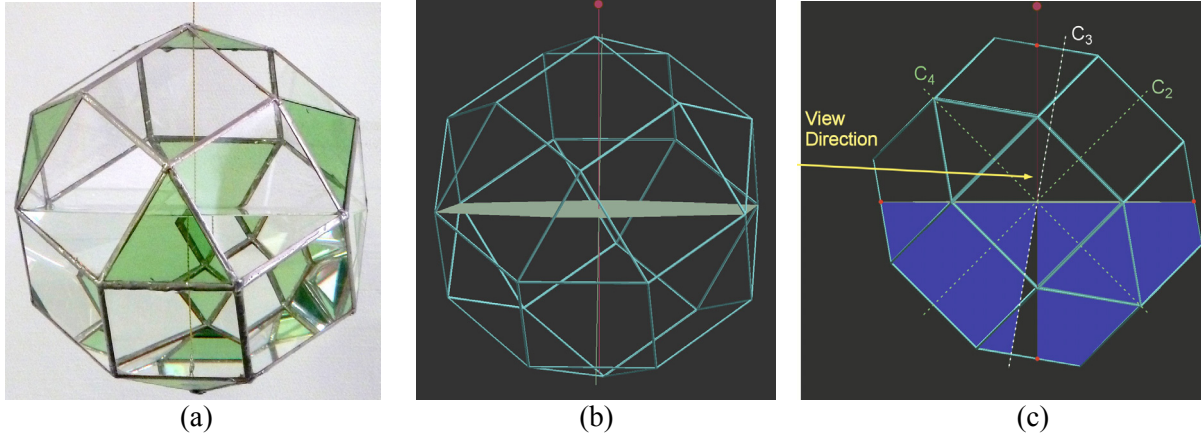 C₃
C₄
C₂
View
Direction
(a)
(b)
(c)